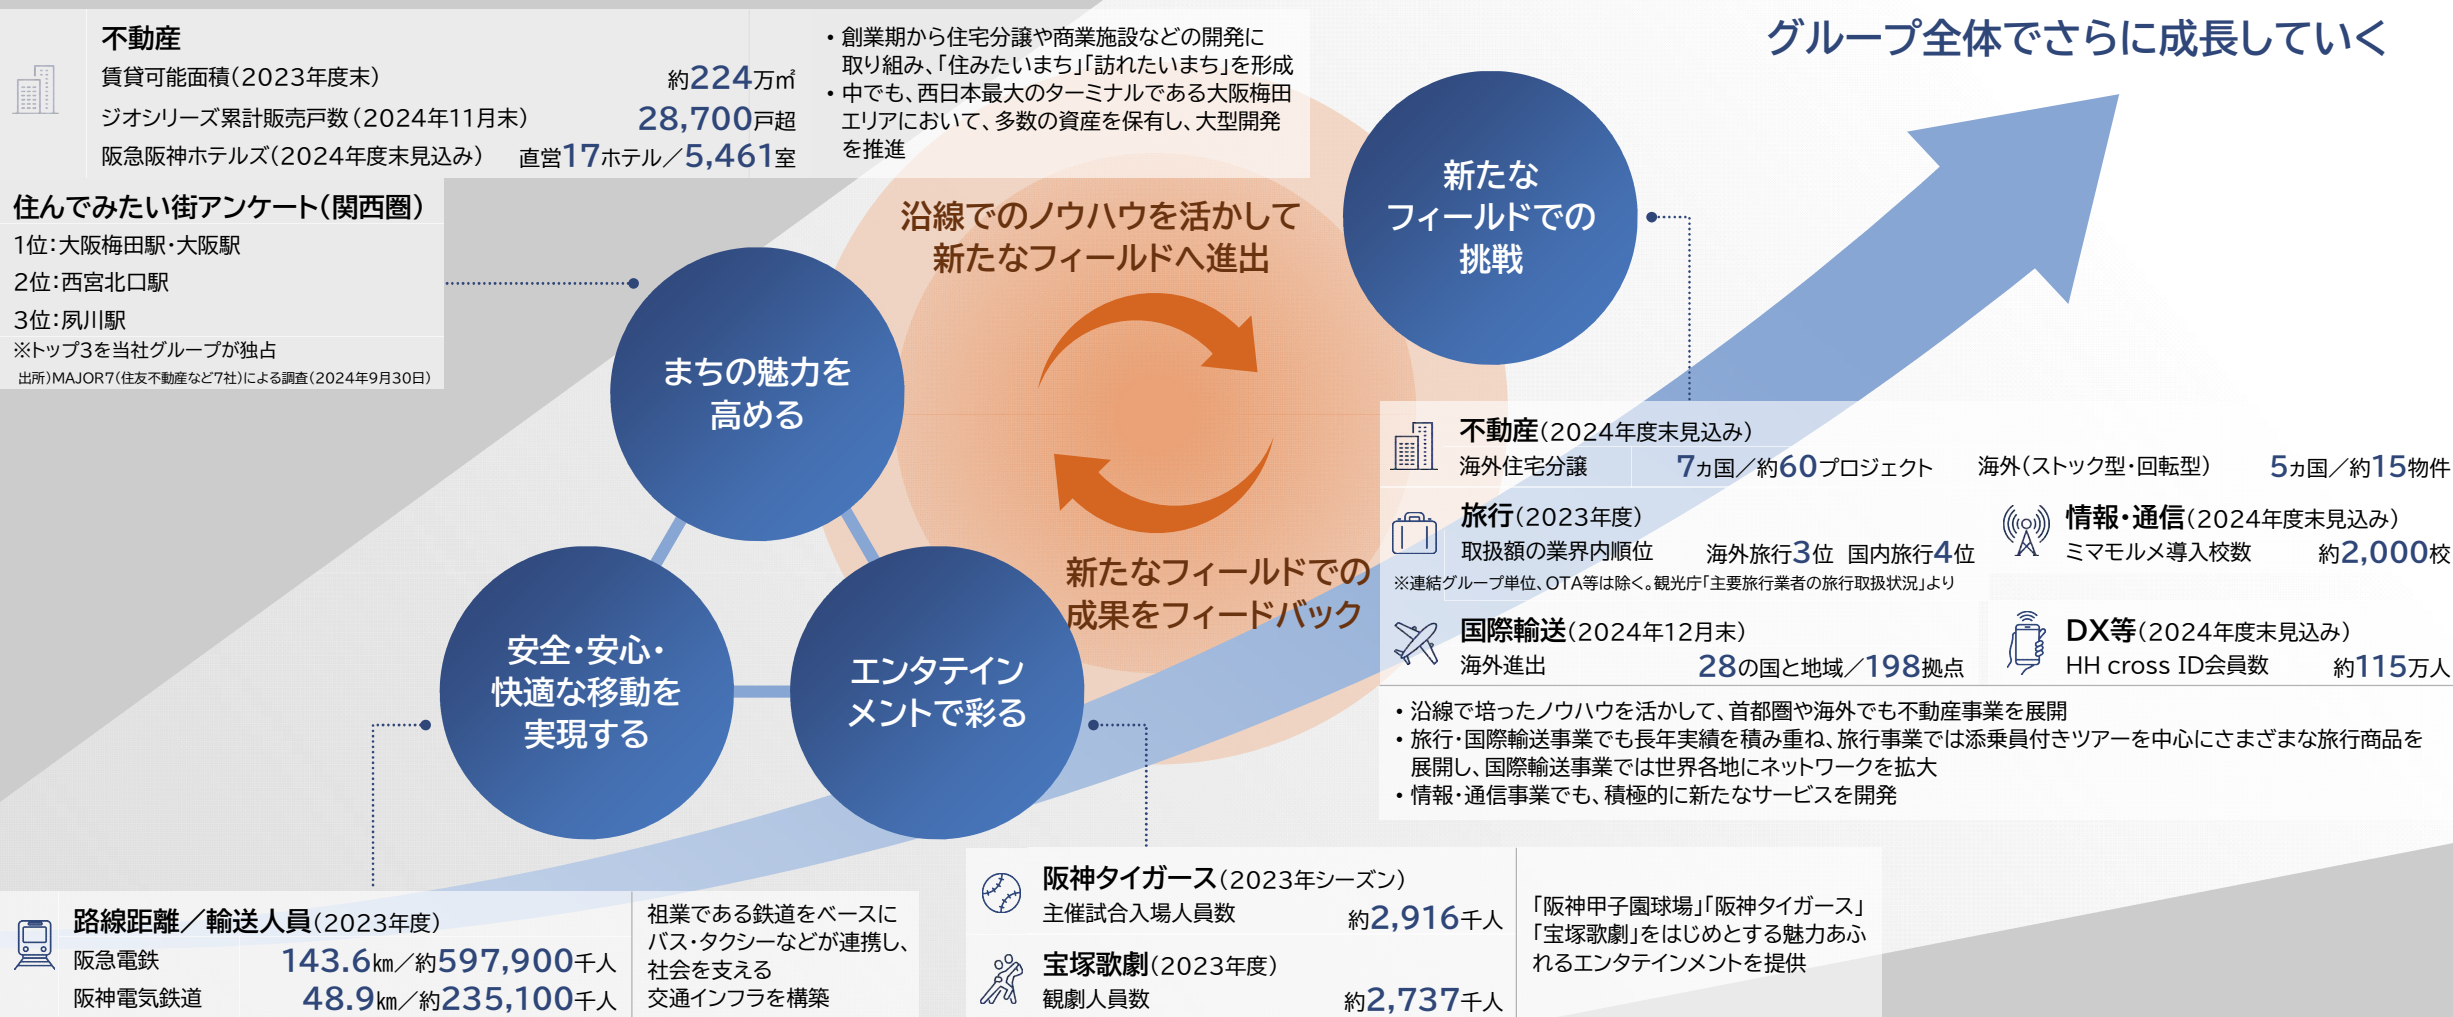 グループ全体でさらに成長していく
不動産
賃貸可能面積(2023年度末) 約224万㎡
ジオシリーズ累計販売戸数(2024年11月末) 28,700戸超
阪急阪神ホテルズ(2024年度末見込み) 直営17ホテル／5,461室
・創業期から住宅分譲や商業施設などの開発に
取り組み、「住みたいまち」「訪れたいまち」を形成
・中でも、西日本最大のターミナルである大阪梅田
エリアにおいて、多数の資産を保有し、大型開発
を推進
住んでみたい街アンケート(関西圏)
1位:大阪梅田駅・大阪駅
2位:西宮北口駅
3位:夙川駅
※トップ3を当社グループが独占
出所)MAJOR7(住友不動産など7社)による調査(2024年9月30日)
まちの魅力を
高める
沿線でのノウハウを活かして
新たなフィールドへ進出
新たな
フィールドでの
挑戦
新たなフィールドでの
成果をフィードバック
安全・安心・
快適な移動を
実現する
エンタテイン
メントで彩る
不動産(2024年度末見込み)
海外住宅分譲 7ヵ国／約60プロジェクト 海外(ストック型・回転型) 5ヵ国／約15物件
旅行(2023年度)
取扱額の業界内順位 海外旅行3位 国内旅行4位
※連結グループ単位、OTA等は除く。観光庁「主要旅行業者の旅行取扱状況」より
情報・通信(2024年度末見込み)
ミマモルメ導入校数 約2,000校
国際輸送(2024年12月末)
海外進出 28の国と地域／198拠点
DX等(2024年度末見込み)
HH cross ID会員数 約115万人
・沿線で培ったノウハウを活かして、首都圏や海外でも不動産事業を展開
・旅行・国際輸送事業でも長年実績を積み重ね、旅行事業では添乗員付きツアーを中心にさまざまな旅行商品を
展開し、国際輸送事業では世界各地にネットワークを拡大
・情報・通信事業でも、積極的に新たなサービスを開発
路線距離／輸送人員(2023年度)
阪急電鉄 143.6㎞／約597,900千人
阪神電気鉄道 48.9㎞／約235,100千人
祖業である鉄道をベースに
バス・タクシーなどが連携し、
社会を支える
交通インフラを構築
阪神タイガース(2023年シーズン)
主催試合入場人員数 約2,916千人
宝塚歌劇(2023年度)
観劇人員数 約2,737千人
「阪神甲子園球場」「阪神タイガース」
「宝塚歌劇」をはじめとする魅力あふ
れるエンタテインメントを提供